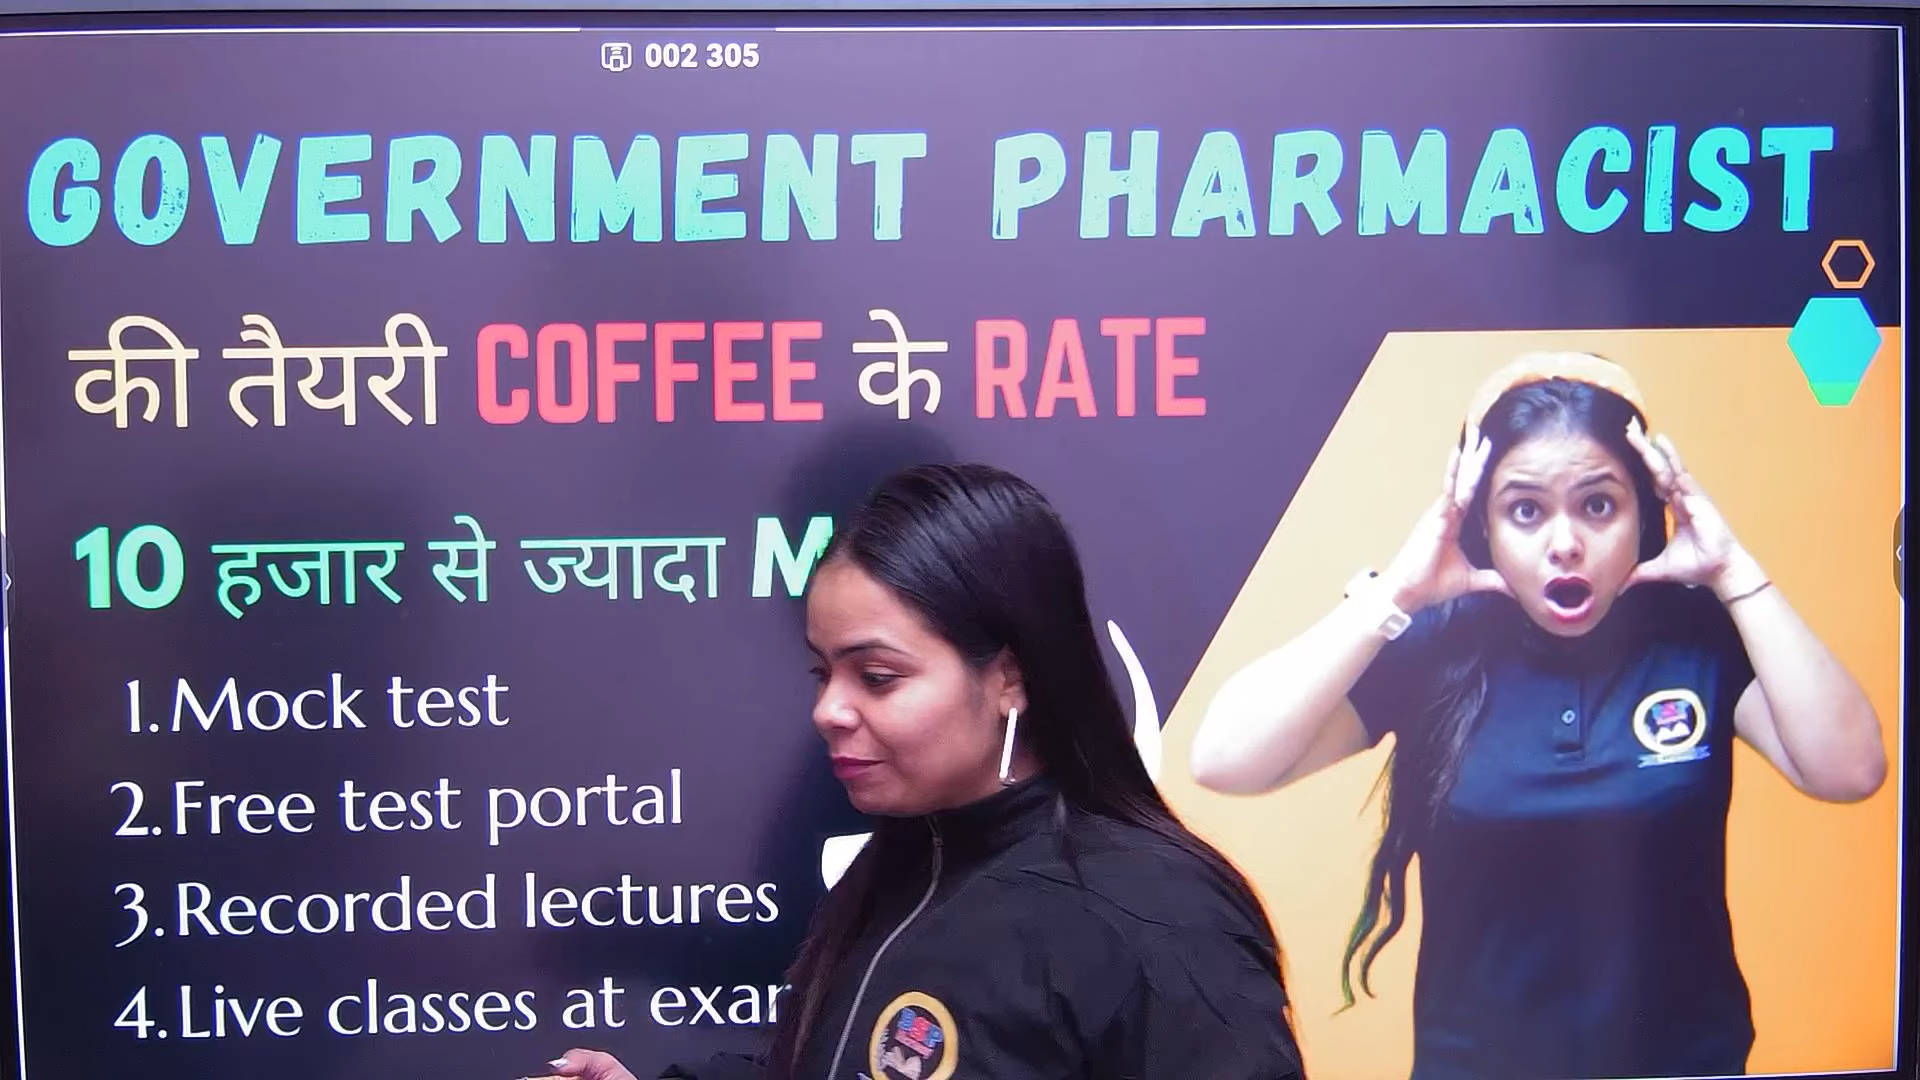 002 305
GOVERNMENT PHARMACIST
की तैयरी COFFEE के RATE
10 हजार से ज्यादा
1. Mock test
2. Free test portal
3. Recorded lectures
4. Live classes at